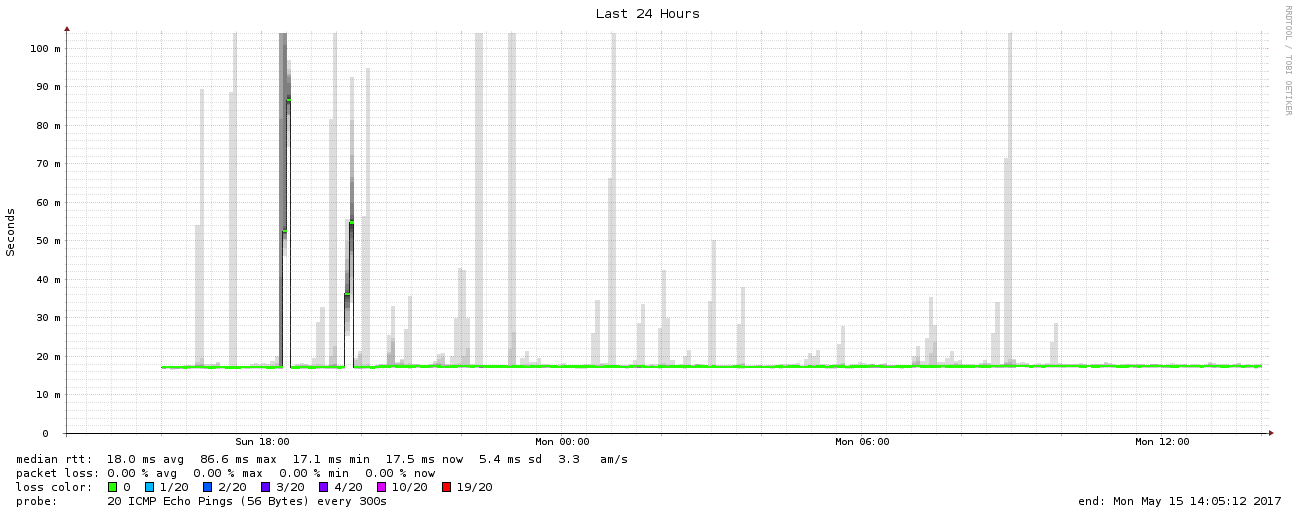 Last 24 Hours
RRDTOOL / TOBI OETIKER
Seconds
100 m
90 m
80 m
70 m
60 m
50 m
40 m
30 m
20 m
10 m
0
Sun 18:00 Mon 00:00 Mon 06:00 Mon 12:00
median rtt: 18.0 ms avg 86.6 ms max 17.1 ms min 17.5 ms now 5.4 ms sd 3.3 am/s
packet loss: 0.00 % avg 0.00 % max 0.00 % min 0.00 % now
loss color: 0 1/20 2/20 3/20 4/20 10/20 19/20
probe: 20 ICMP Echo Pings (56 Bytes) every 300s end: Mon May 15 14:05:12 2017